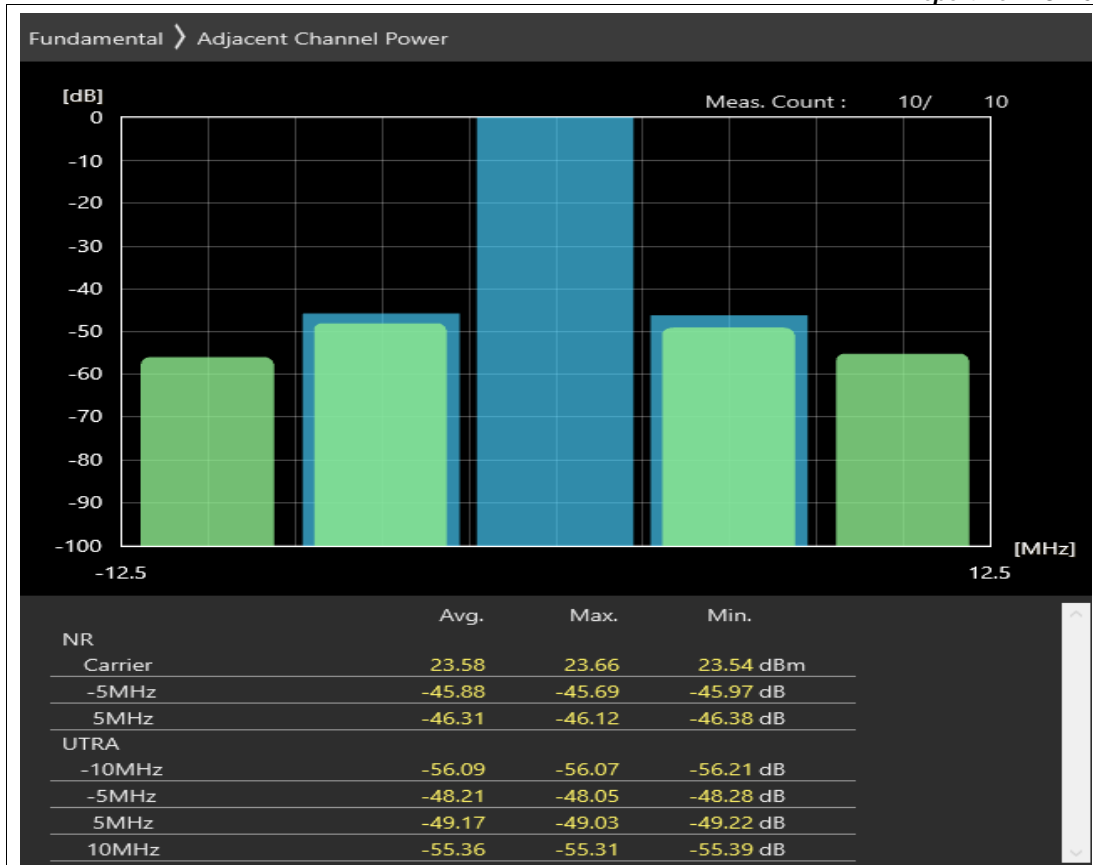 Fundamental ❯ Adjacent Channel Power
[dB]
Meas. Count : 10/ 10
0
-10
-20
-30
-40
-50
-60
-70
-80
-90
-100
[MHz]
-12.5 12.5
Avg. Max. Min.
NR
Carrier 23.58 23.66 23.54 dBm
-5MHz -45.88 -45.69 -45.97 dB
5MHz -46.31 -46.12 -46.38 dB
UTRA
-10MHz -56.09 -56.07 -56.21 dB
-5MHz -48.21 -48.05 -48.28 dB
5MHz -49.17 -49.03 -49.22 dB
10MHz -55.36 -55.31 -55.39 dB